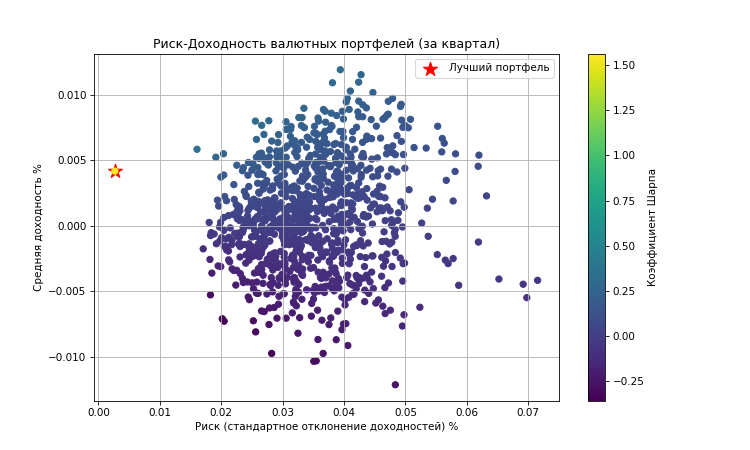 Риск-Доходность валютных портфелей (за квартал)
Лучший портфель
Средняя доходность %
0.010
0.005
0.000
−0.005
−0.010
0.00 0.01 0.02 0.03 0.04 0.05 0.06 0.07
Риск (стандартное отклонение доходностей) %
1.50
1.25
1.00
0.75
0.50
0.25
0.00
−0.25
Коэффициент Шарпа